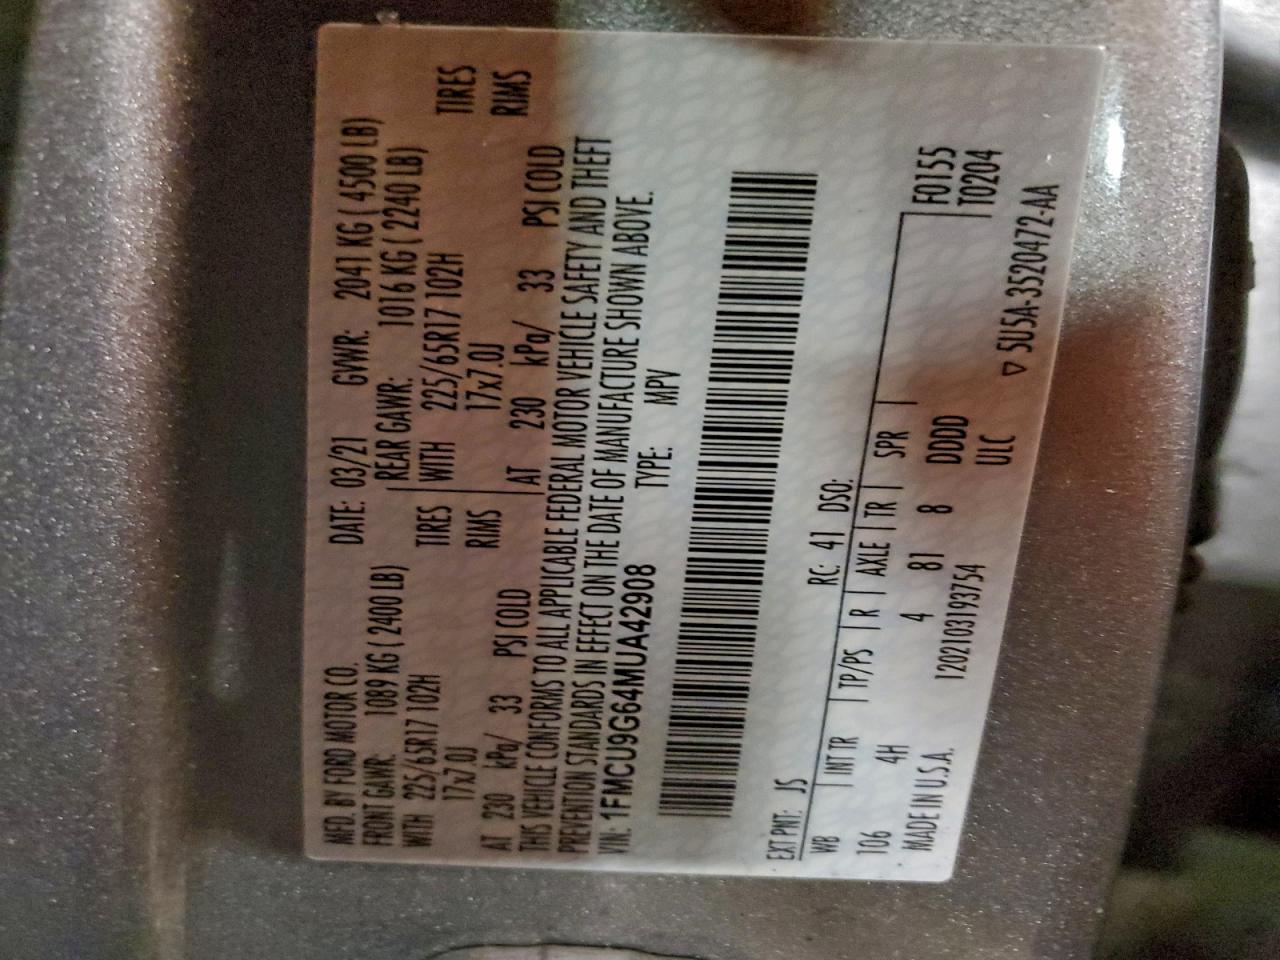 MFD. BY FORD MOTOR CO. DATE: 03/21 GVWR: 2041 KG ( 4500 LB)
FRONT GAWR: 1089 KG ( 2400 LB) REAR GAWR: 1016 KG ( 2240 LB)
WITH 225/65R17 102H TIRES WITH 225/65R17 102H TIRES
17x7.0J RIMS 17x7.0J RIMS
AT 230 kPa/ 33 PSI COLD AT 230 kPa/ 33 PSI COLD
THIS VEHICLE CONFORMS TO ALL APPLICABLE FEDERAL MOTOR VEHICLE SAFETY AND THEFT
PREVENTION STANDARDS IN EFFECT ON THE DATE OF MANUFACTURE SHOWN ABOVE.
VIN: 1FMCU9G64MUA42908 TYPE: MPV
EXT PNT: JS RC: 41 DSO:
WB INT TR TP/PS R AXLE TR SPR F0155
106 4H 4 81 8 DDDD T0204
MADE IN U.S.A. 1202103193754 ULC
SU5A-3520472-AA